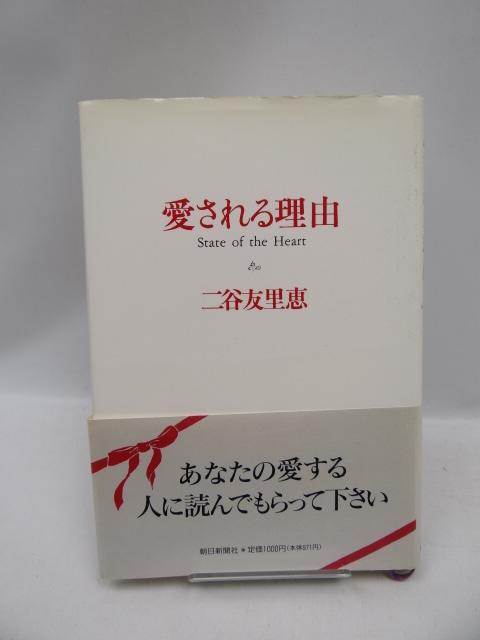 愛される理由
State of the Heart
二谷友里恵
あなたの愛する
人に読んでもらって下さい
朝日新聞社●定価1000円(本体971円)